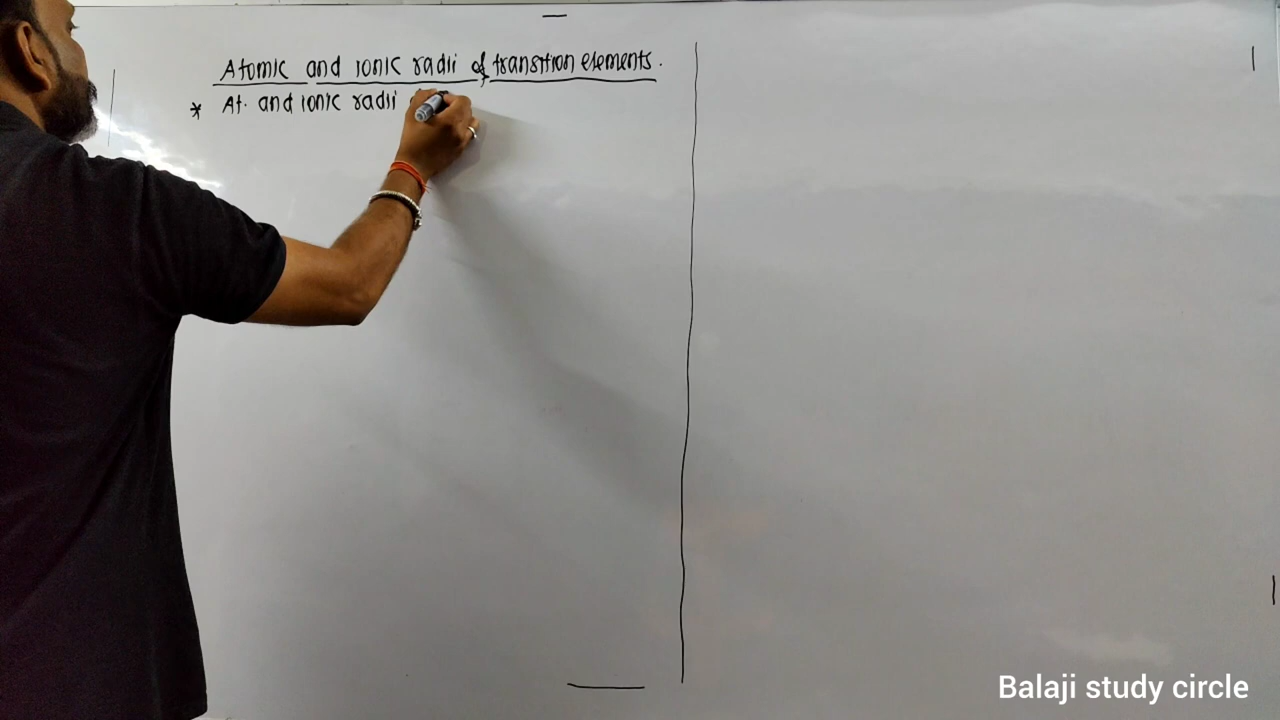 Atomic and ionic radii of transition elements.
* At. and ionic radii
Balaji study circle